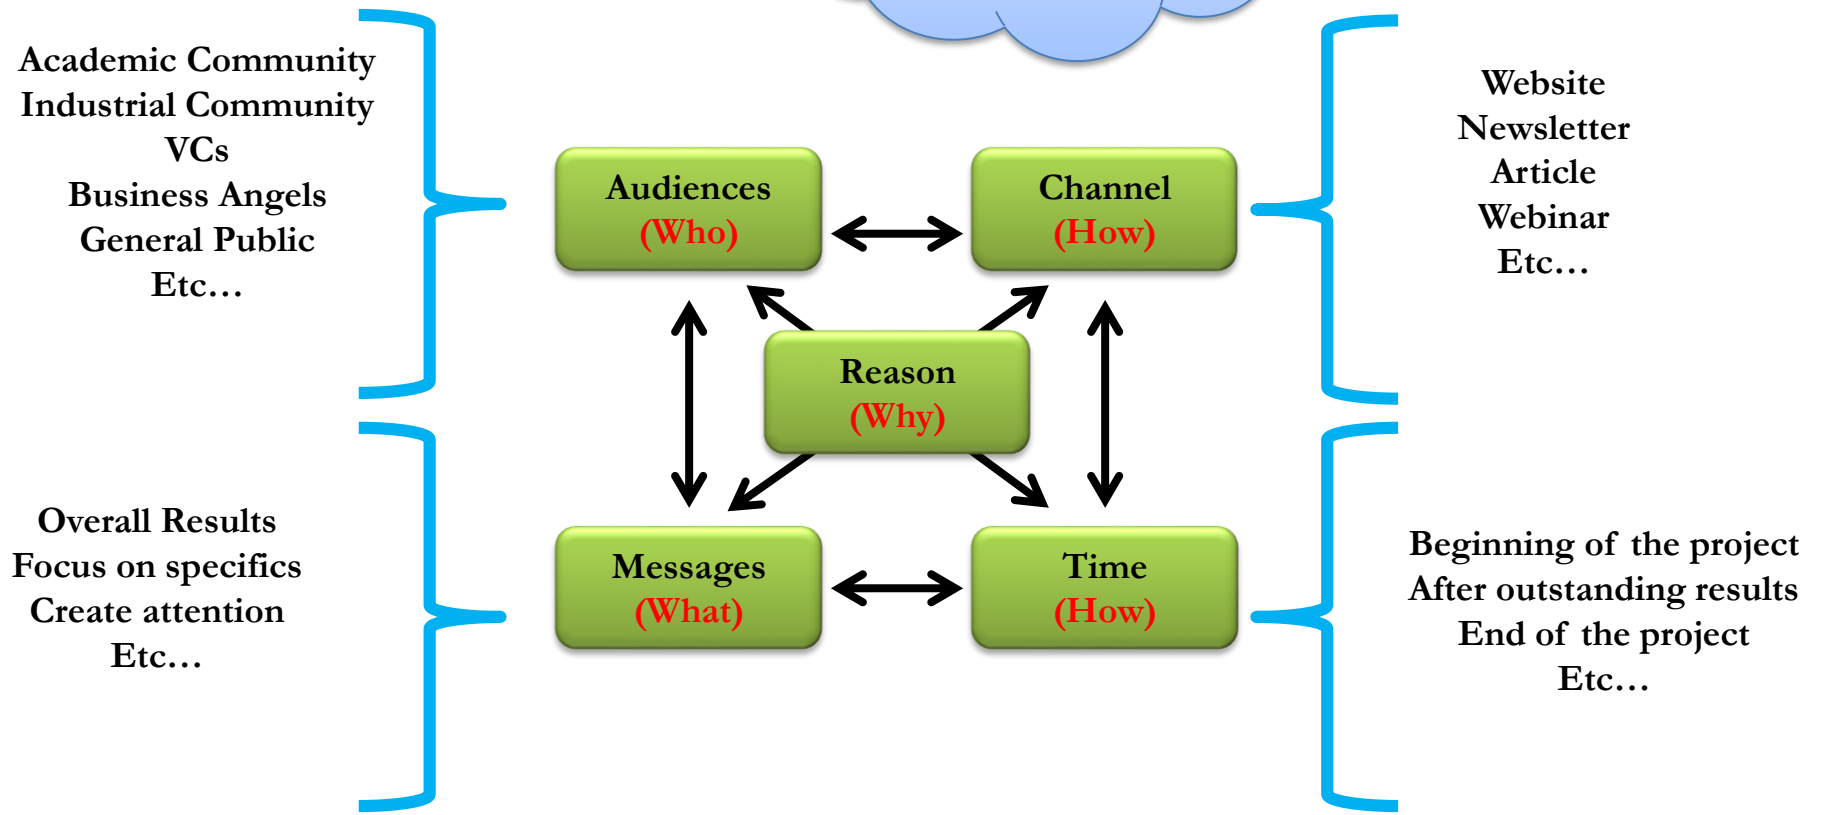 Academic Community
Industrial Community
VCs
Business Angels
General Public
Etc…
Website
Newsletter
Article
Webinar
Etc…
Audiences
(Who)
Channel
(How)
Reason
(Why)
Messages
(What)
Time
(How)
Overall Results
Focus on specifics
Create attention
Etc…
Beginning of the project
After outstanding results
End of the project
Etc…